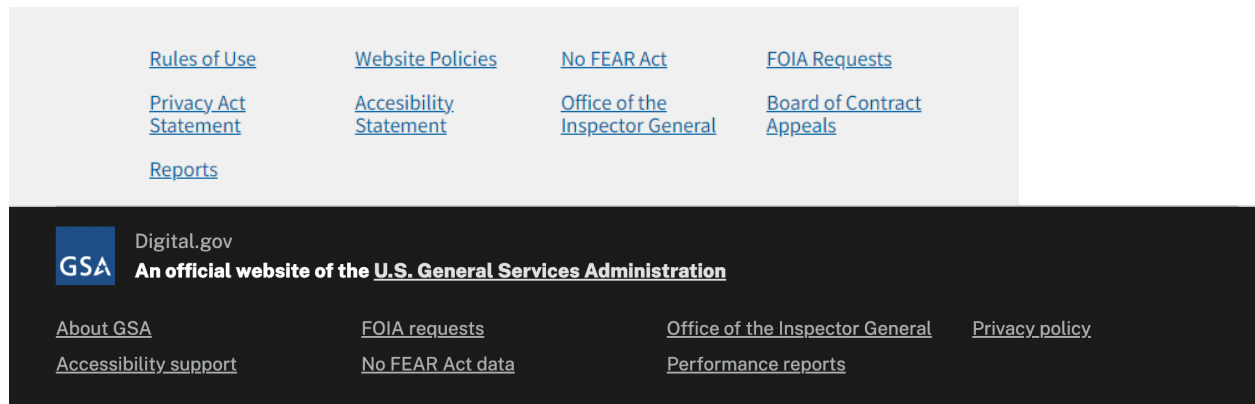 Rules of Use Website Policies No FEAR Act FOIA Requests
Privacy Act Accesibility Office of the Board of Contract
Statement Statement Inspector General Appeals
Reports
Digital.gov
GSA An official website of the U.S. General Services Administration
About GSA FOIA requests Office of the Inspector General Privacy policy
Accessibility support No FEAR Act data Performance reports